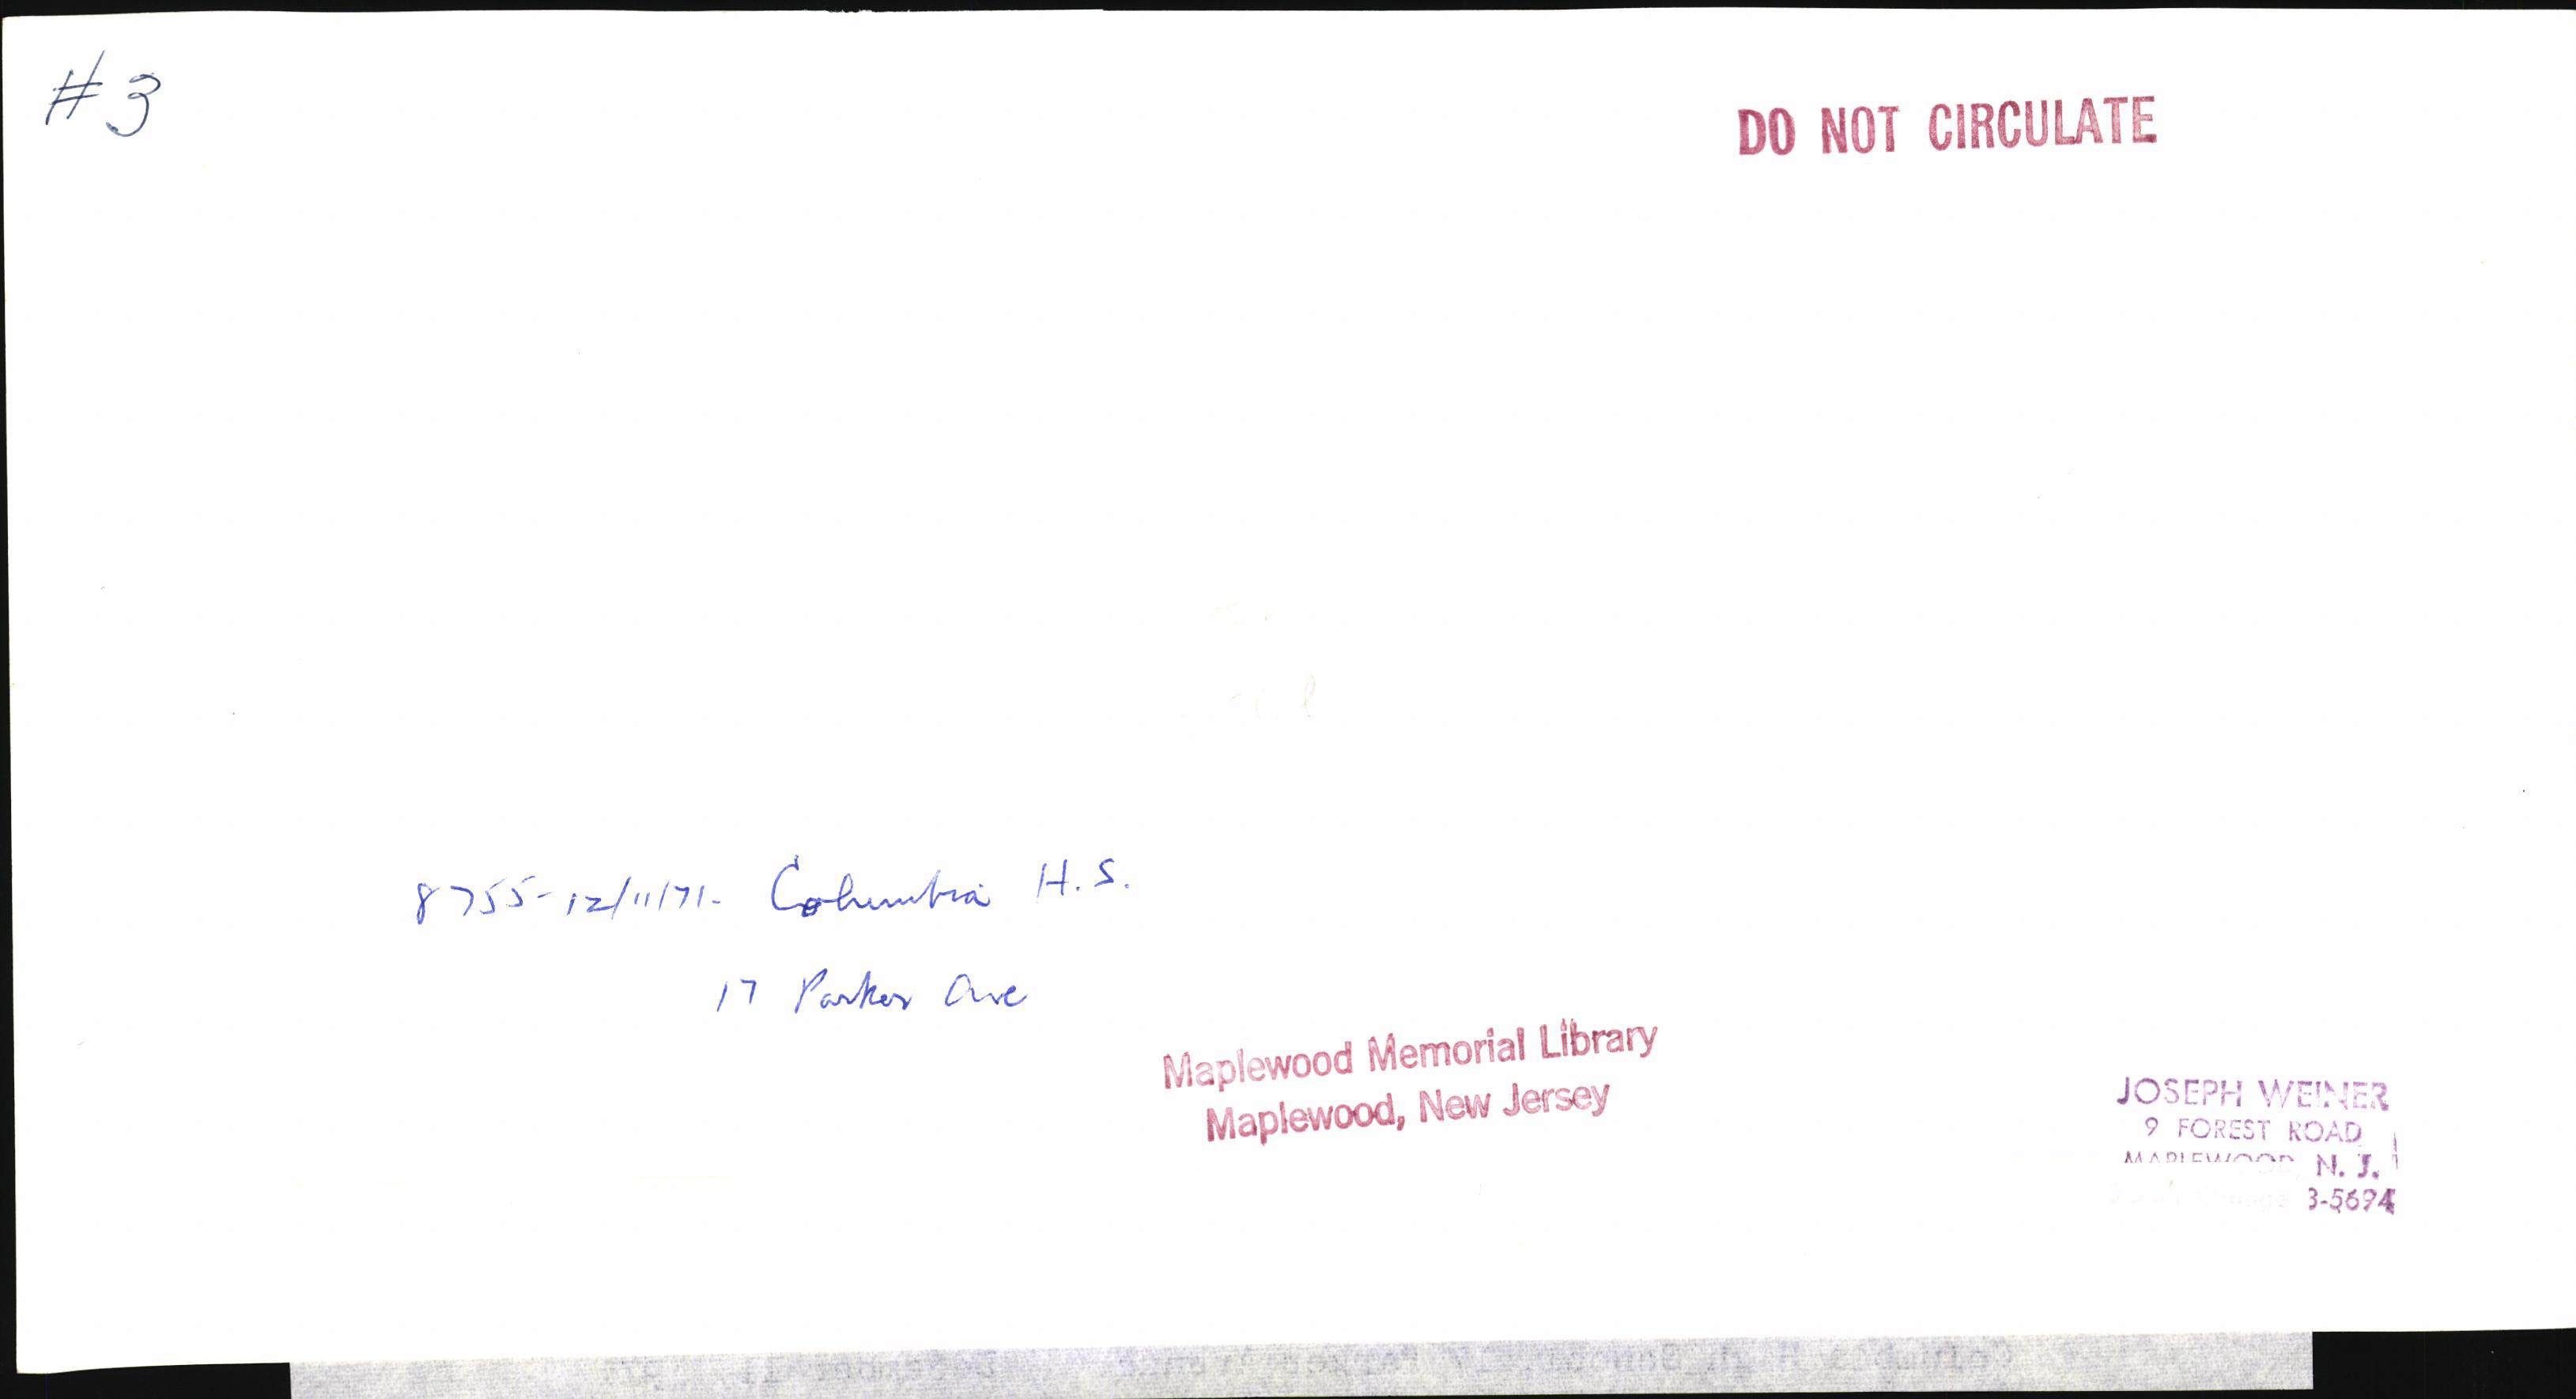 #3
DO NOT CIRCULATE
8755-12/11/71- Columbia H.S.
17 Parker Ave
Maplewood Memorial Library
Maplewood, New Jersey
JOSEPH WEINER
9 FOREST ROAD
MAPLEWOOD, N. J.
3-5694